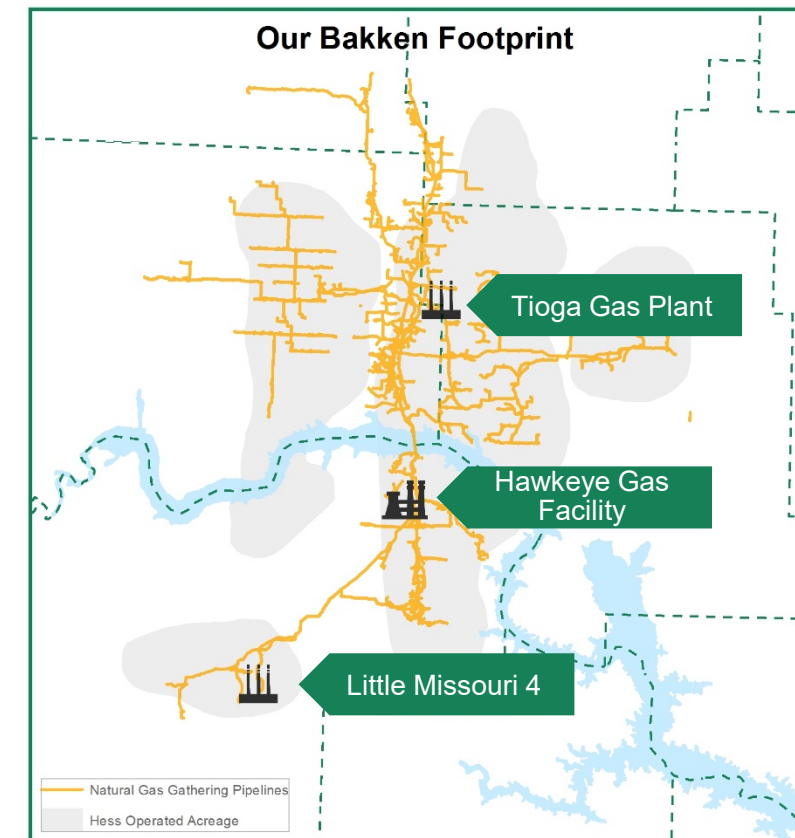 Our Bakken Footprint
Tioga Gas Plant
Hawkeye Gas
Facility
Little Missouri 4
Natural Gas Gathering Pipelines
Hess Operated Acreage